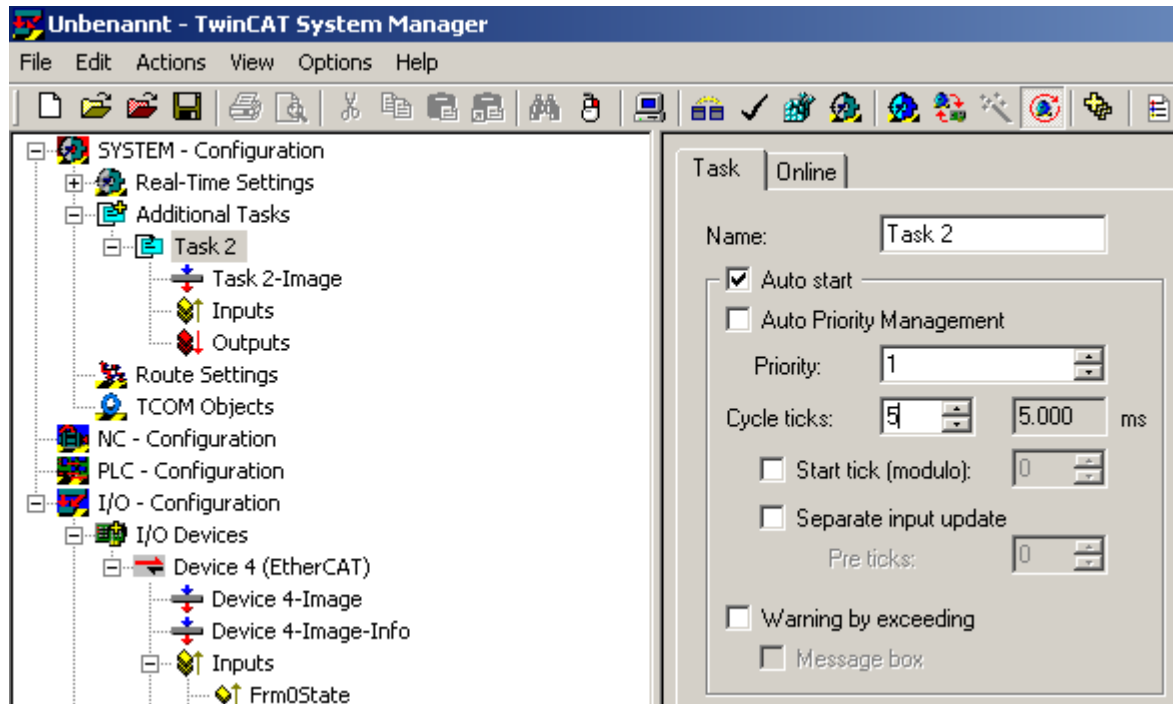 Unbenannt - TwinCAT System Manager
File Edit Actions View Options Help
SYSTEM - Configuration
Real-Time Settings
Additional Tasks
Task 2
Task 2-Image
Inputs
Outputs
Route Settings
TCOM Objects
NC - Configuration
PLC - Configuration
I/O - Configuration
I/O Devices
Device 4 (EtherCAT)
Device 4-Image
Device 4-Image-Info
Inputs
Frm0State
Task Online
Name: Task 2
Auto start
Auto Priority Management
Priority: 1
Cycle ticks: 5 5.000 ms
Start tick (modulo): 0
Separate input update
Pre ticks: 0
Warning by exceeding
Message box